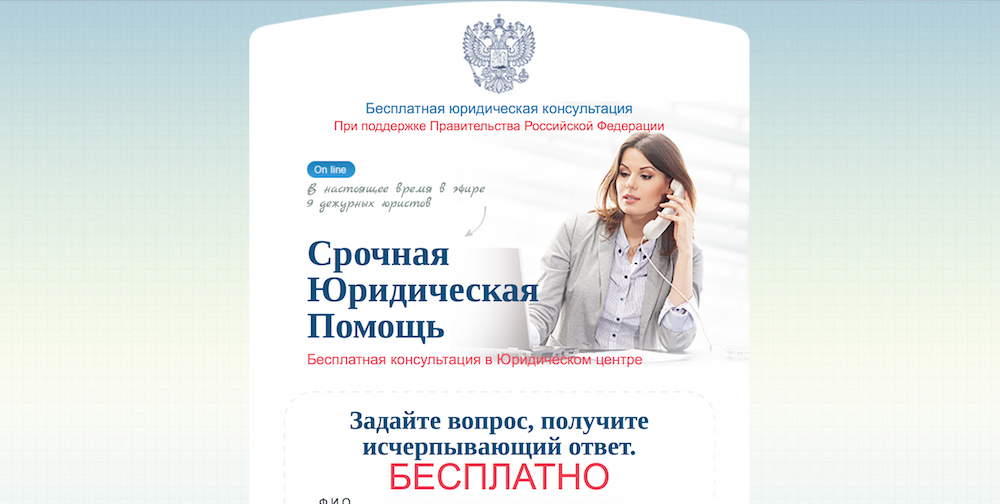 Бесплатная юридическая консультация
При поддержке Правительства Российской Федерации
On line
В настоящее время в эфире
9 дежурных юристов
Срочная
Юридическая
Помощь
Бесплатная консультация в Юридическом центре
Задайте вопрос, получите
исчерпывающий ответ.
БЕСПЛАТНО
Ф.И.О.